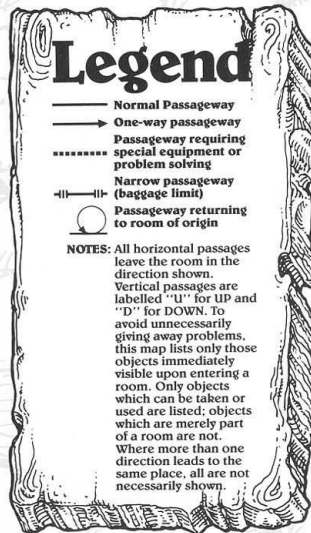 Legend
Normal Passageway
One-way passageway
Passageway requiring
special equipment or
problem solving
Narrow passageway
(baggage limit)
Passageway returning
to room of origin
NOTES: All horizontal passages
leave the room in the
direction shown.
Vertical passages are
labelled "U" for UP and
"D" for DOWN. To
avoid unnecessarily
giving away problems,
this map lists only those
objects immediately
visible upon entering a
room. Only objects
which can be taken or
used are listed; objects
which are merely part
of a room are not.
Where more than one
direction leads to the
same place, all are not
necessarily shown.